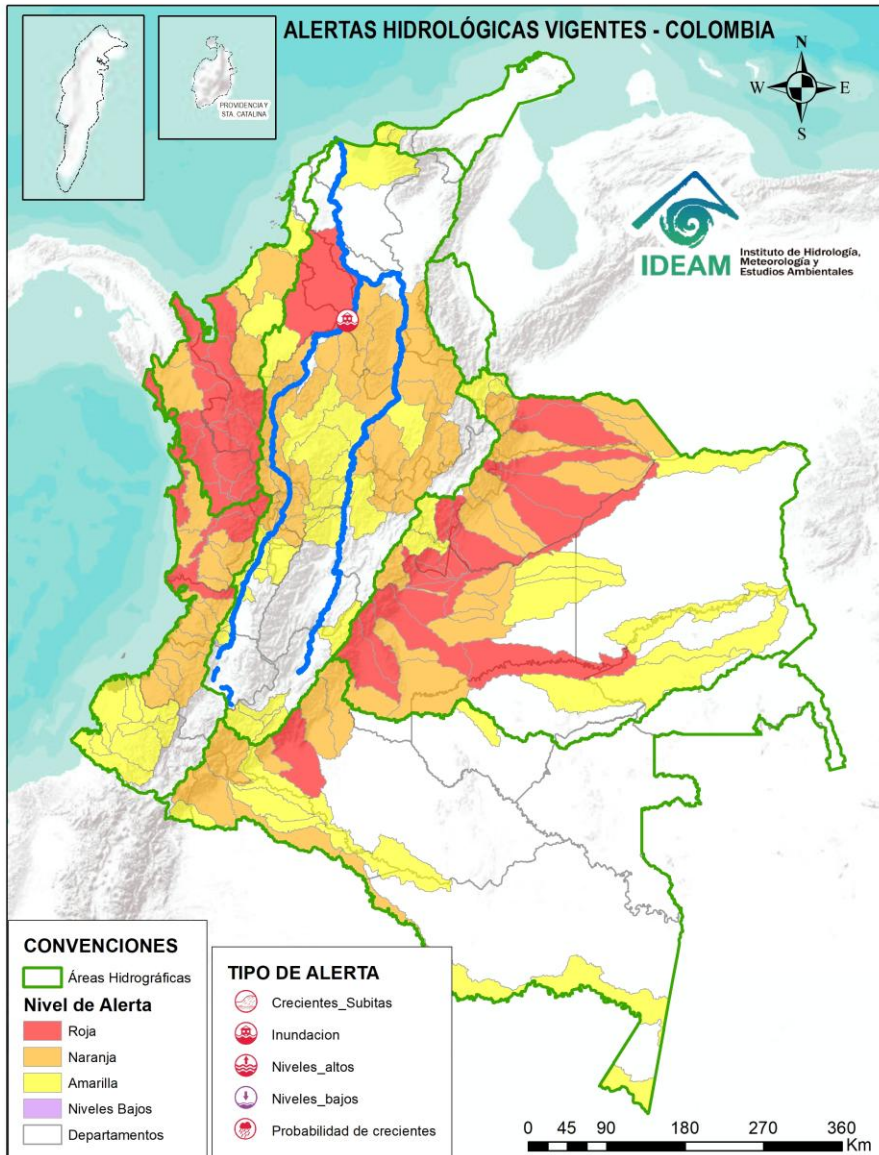 ALERTAS HIDROLÓGICAS VIGENTES - COLOMBIA
PROVIDENCIA Y
STA. CATALINA
N
W
E
S
IDEAM
Instituto de Hidrología,
Meteorología y
Estudios Ambientales
CONVENCIONES
Áreas Hidrográficas
Nivel de Alerta
Roja
Naranja
Amarilla
Niveles Bajos
Departamentos
TIPO DE ALERTA
Crecientes_Subitas
Inundacion
Niveles_altos
Niveles_bajos
Probabilidad de crecientes
0 45 90 180 270 360
Km